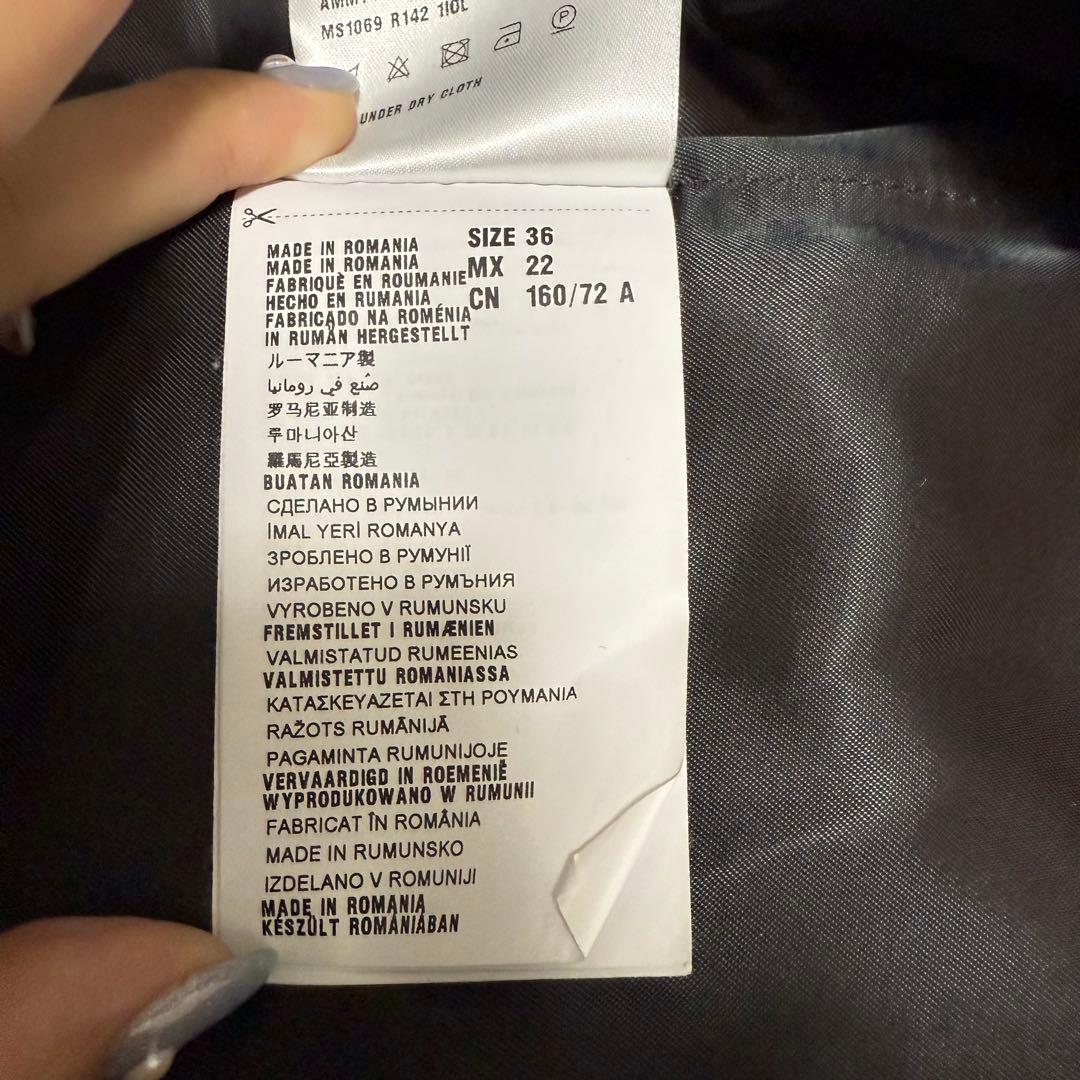 MS1069 R142 1I0L
UNDER DRY CLOTH
MADE IN ROMANIA
MADE IN ROMANIA
FABRIQUÈ EN ROUMANIE
HECHO EN RUMANIA
FABRICADO NA ROMÉNIA
IN RUMÄN HERGESTELLT
ルーマニア製
صُنع في رومانيا
罗马尼亚制造
루마니아산
羅馬尼亞製造
BUATAN ROMANIA
СДЕЛАНО В РУМЫНИИ
İMAL YERİ ROMANYA
ЗРОБЛЕНО В РУМУНІЇ
ИЗРАБОТЕНО В РУМЪНИЯ
VYROBENO V RUMUNSKU
FREMSTILLET I RUMÆNIEN
VALMISTATUD RUMEENIAS
VALMISTETTU ROMANIASSA
ΚΑΤΑΣΚΕΥΑΖΕΤΑΙ ΣΤΗ ΡΟΥΜΑΝΙΑ
RAŽOTS RUMĀNIJĀ
PAGAMINTA RUMUNIJOJE
VERVAARDIGD IN ROEMENIË
WYPRODUKOWANO W RUMUNII
FABRICAT ÎN ROMÂNIA
MADE IN RUMUNSKO
IZDELANO V ROMUNIJI
MADE IN ROMANIA
KÉSZÜLT ROMÁNIÁBAN
SIZE 36
MX 22
CN 160/72 A